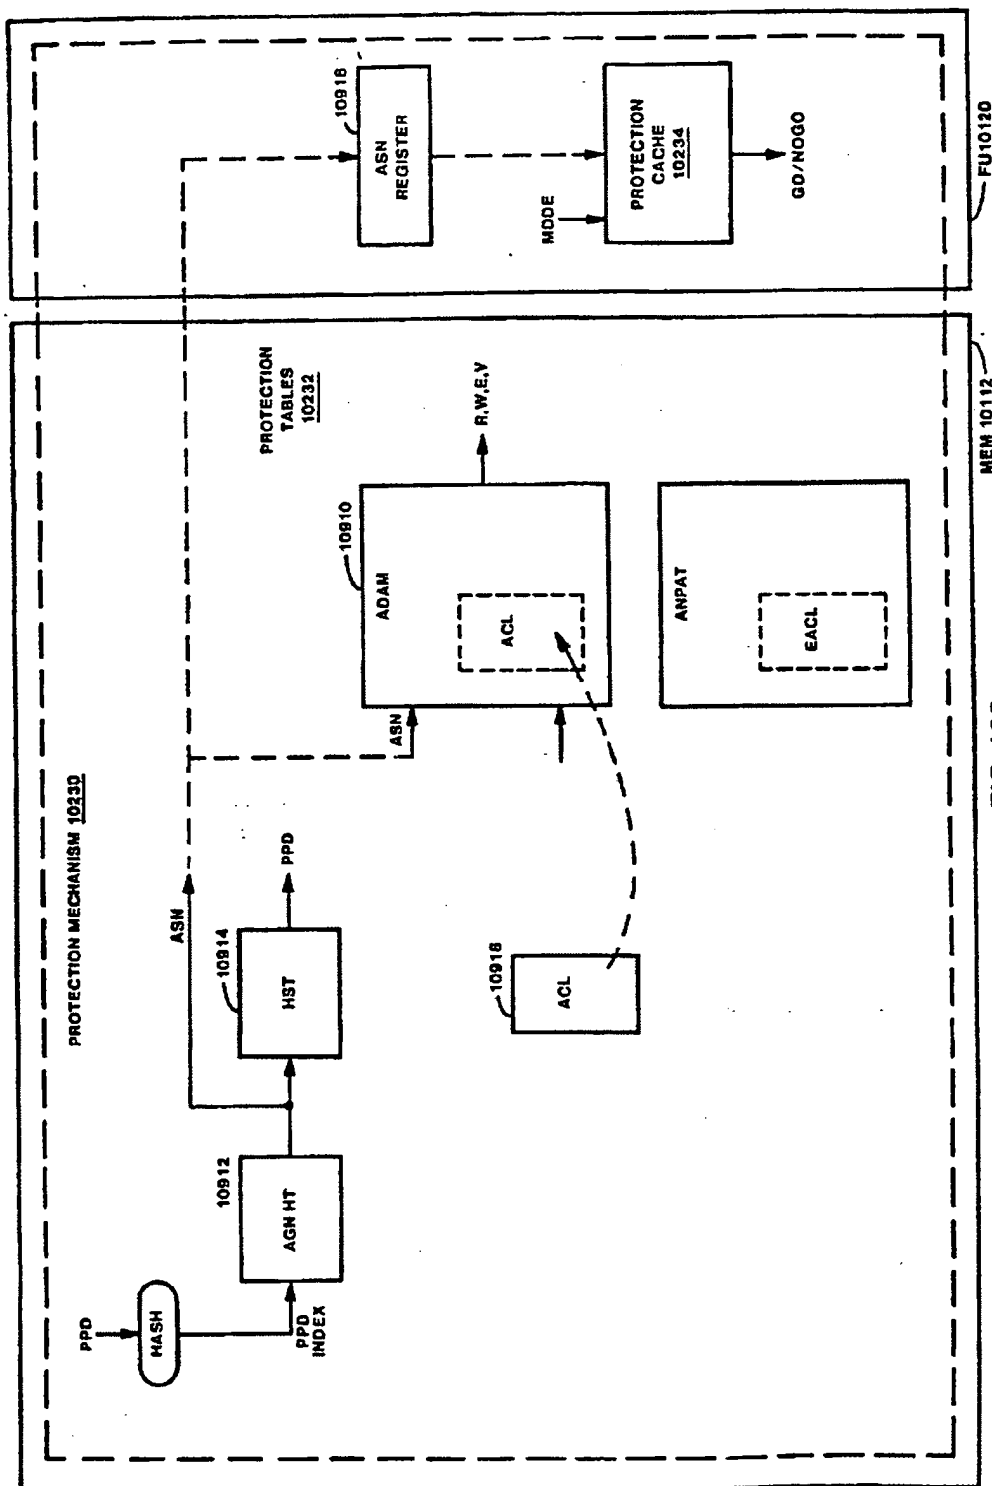 PROTECTION MECHANISM 10230
PPD
HASH
PPD
INDEX
10912
AGN HT
ASN
10914
HST
PPD
10918
ACL
PROTECTION
TABLES
10232
ASN
10910
ADAM
ACL
R,W,E,V
ANPAT
EACL
MEM 10112
10916
ASN
REGISTER
MODE
PROTECTION
CACHE
10234
GO/NOGO
FU10120